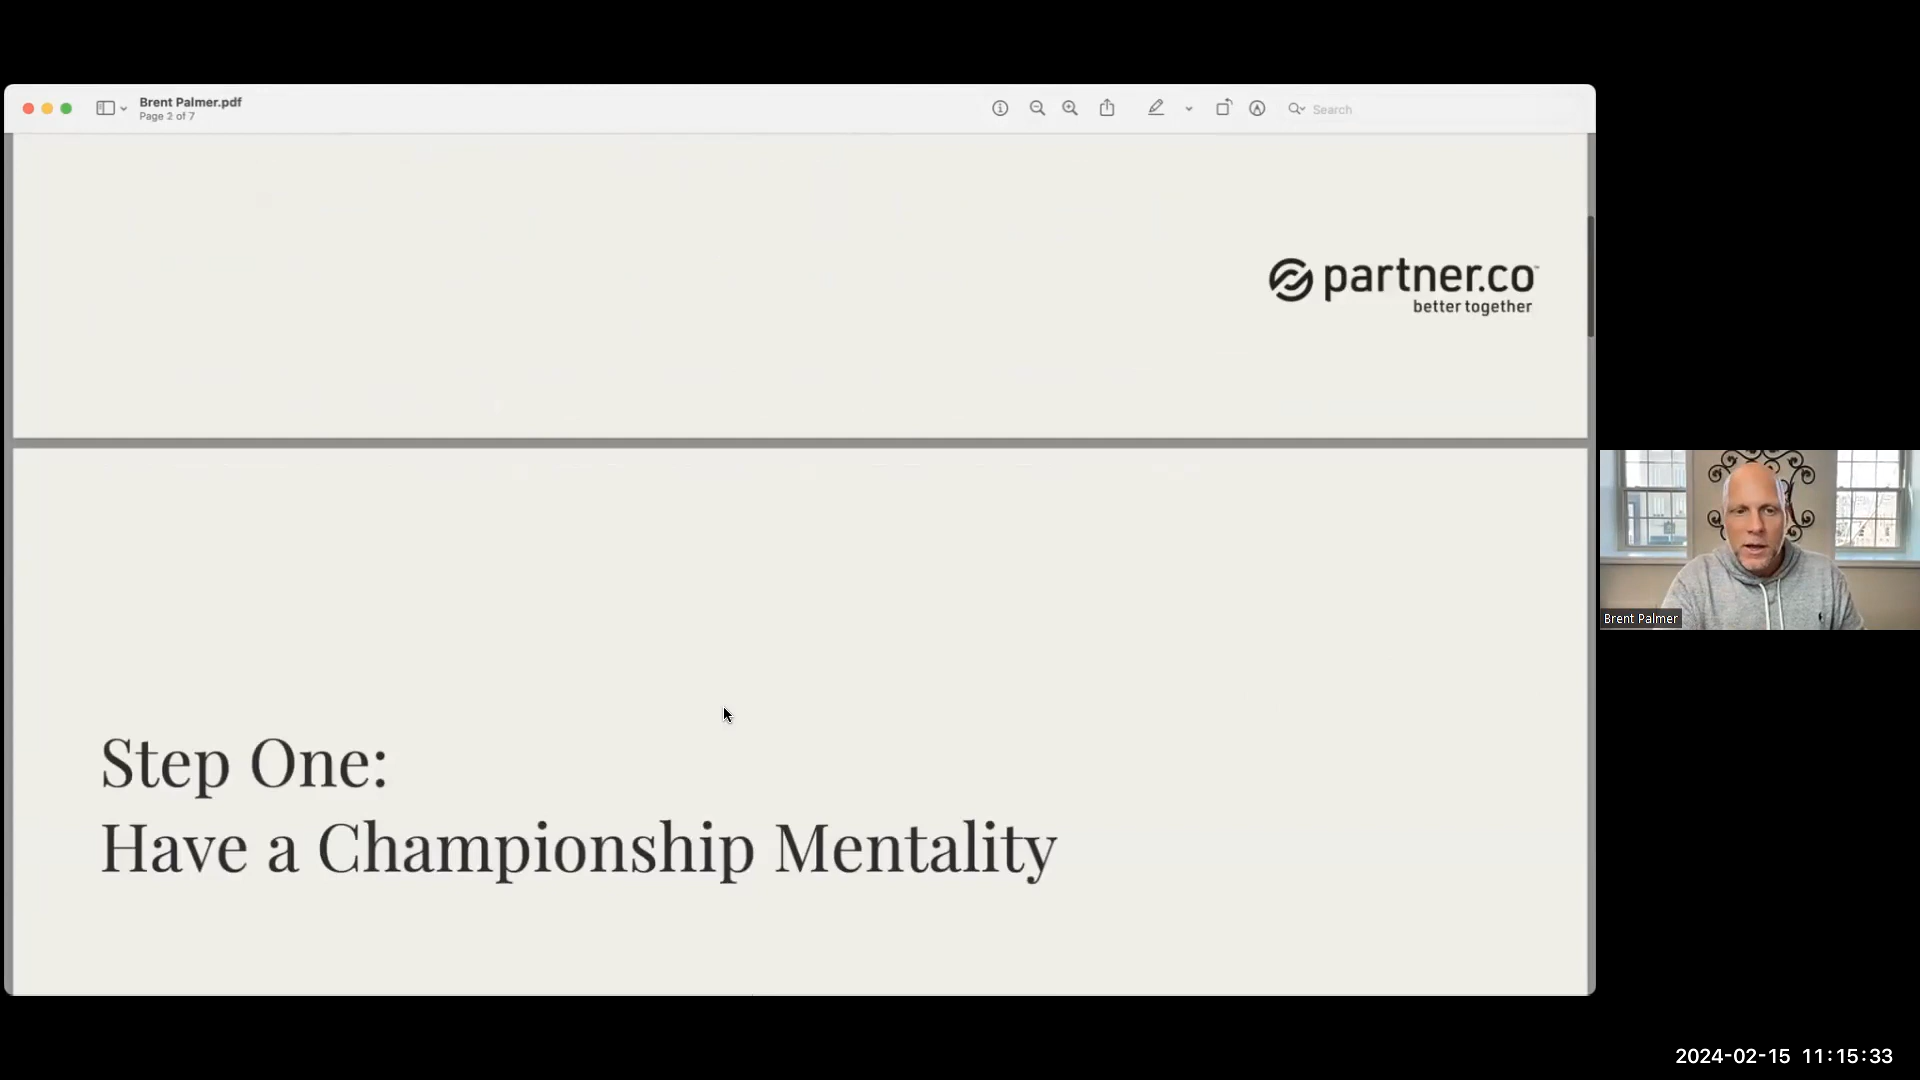 Brent Palmer.pdf
Page 2 of 7
Search
partner.co
better together
Step One:
Have a Championship Mentality
Brent Palmer
2024-02-15 11:15:33